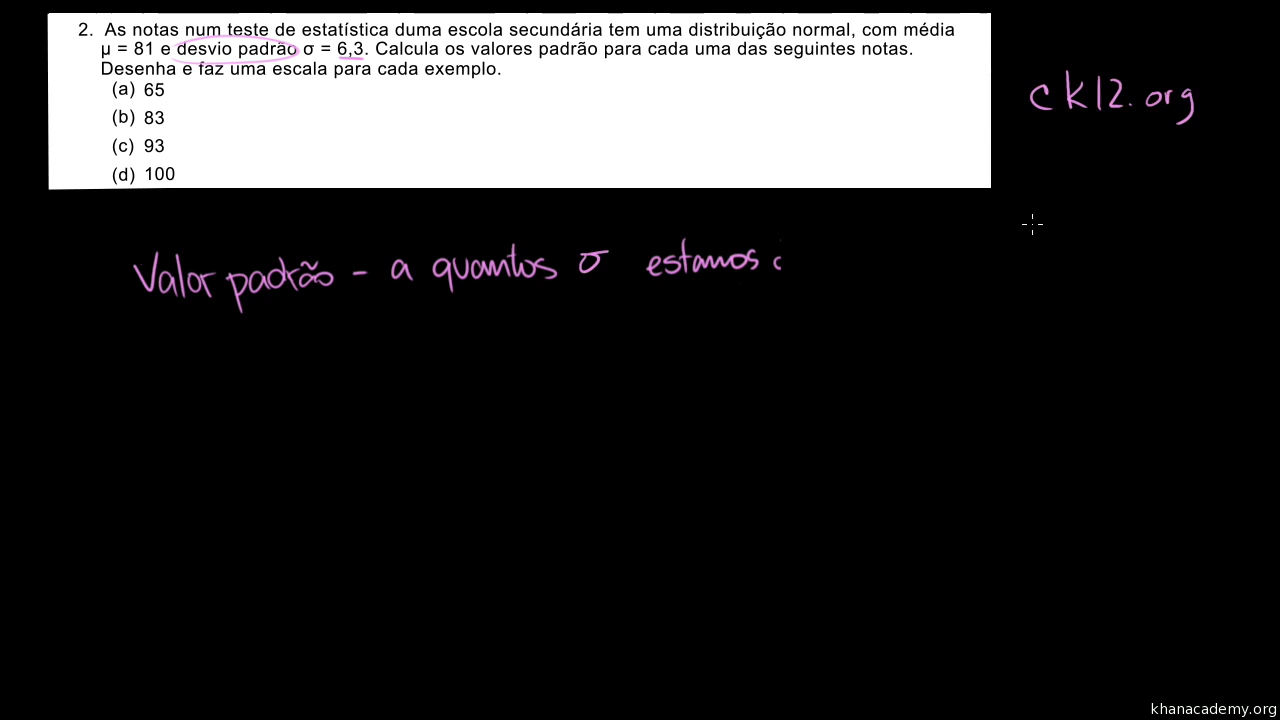 2. As notas num teste de estatística duma escola secundária tem uma distribuição normal, com média
μ = 81 e desvio padrão σ = 6,3. Calcula os valores padrão para cada uma das seguintes notas.
Desenha e faz uma escala para cada exemplo.
(a) 65
(b) 83
(c) 93
(d) 100
ck12.org
Valor padrão - a quantos σ estamos
khanacademy.org